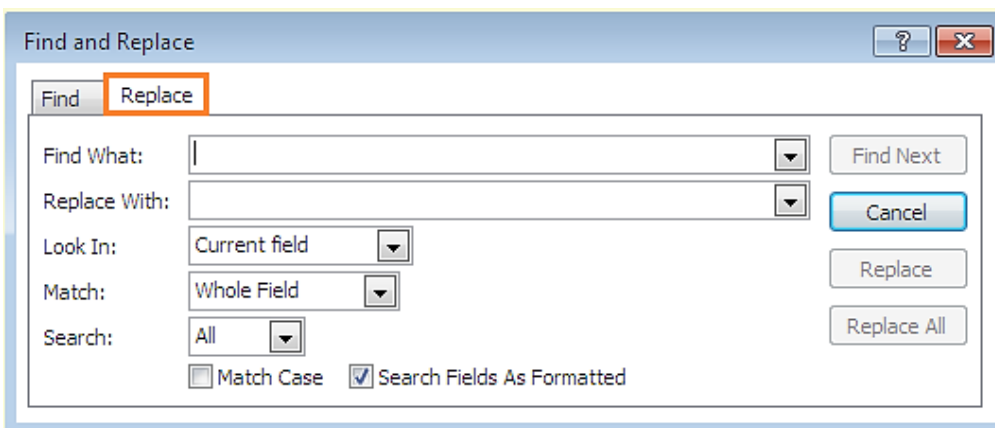 Find and Replace
Find Replace
Find What: Find Next
Replace With: Cancel
Look In: Current field
Replace
Match: Whole Field
Replace All
Search: All
Match Case Search Fields As Formatted